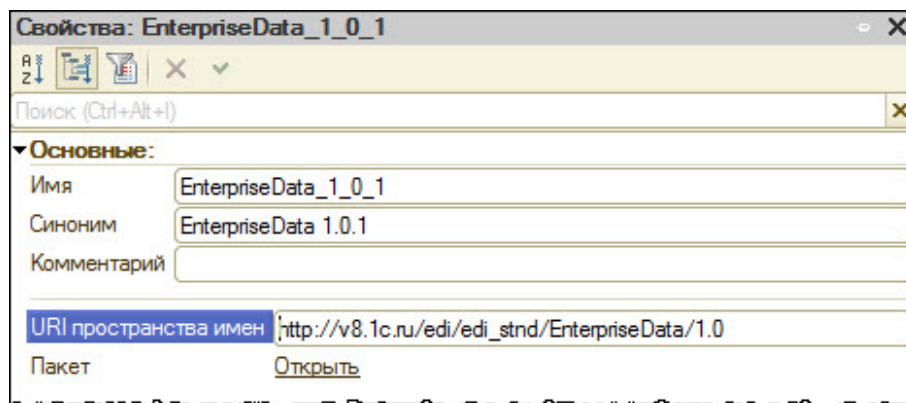 Свойства: EnterpriseData_1_0_1
Поиск (Ctrl+Alt+I)
Основные:
Имя EnterpriseData_1_0_1
Синоним EnterpriseData 1.0.1
Комментарий
URI пространства имен http://v8.1c.ru/edi/edi_stnd/EnterpriseData/1.0
Пакет Открыть